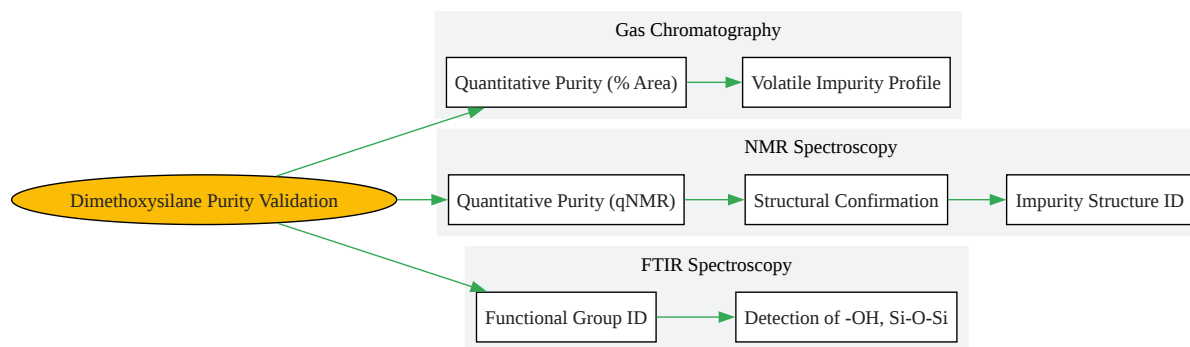 Gas Chromatography
Quantitative Purity (% Area)
Volatile Impurity Profile
NMR Spectroscopy
Dimethoxysilane Purity Validation
Quantitative Purity (qNMR)
Structural Confirmation
Impurity Structure ID
FTIR Spectroscopy
Functional Group ID
Detection of -OH, Si-O-Si